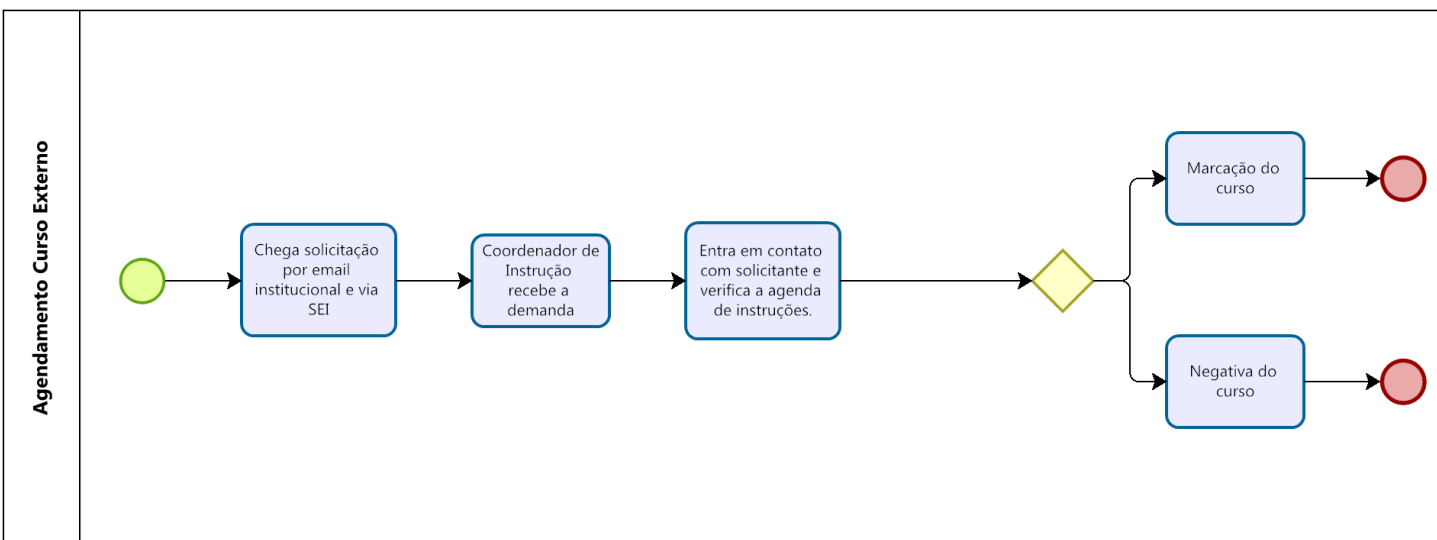 Agendamento Curso Externo
Chega solicitação
por email
institucional e via
SEI
Coordenador de
Instrução
recebe a
demanda
Entra em contato
com solicitante e
verifica a agenda
de instruções.
Marcação do
curso
Negativa do
curso